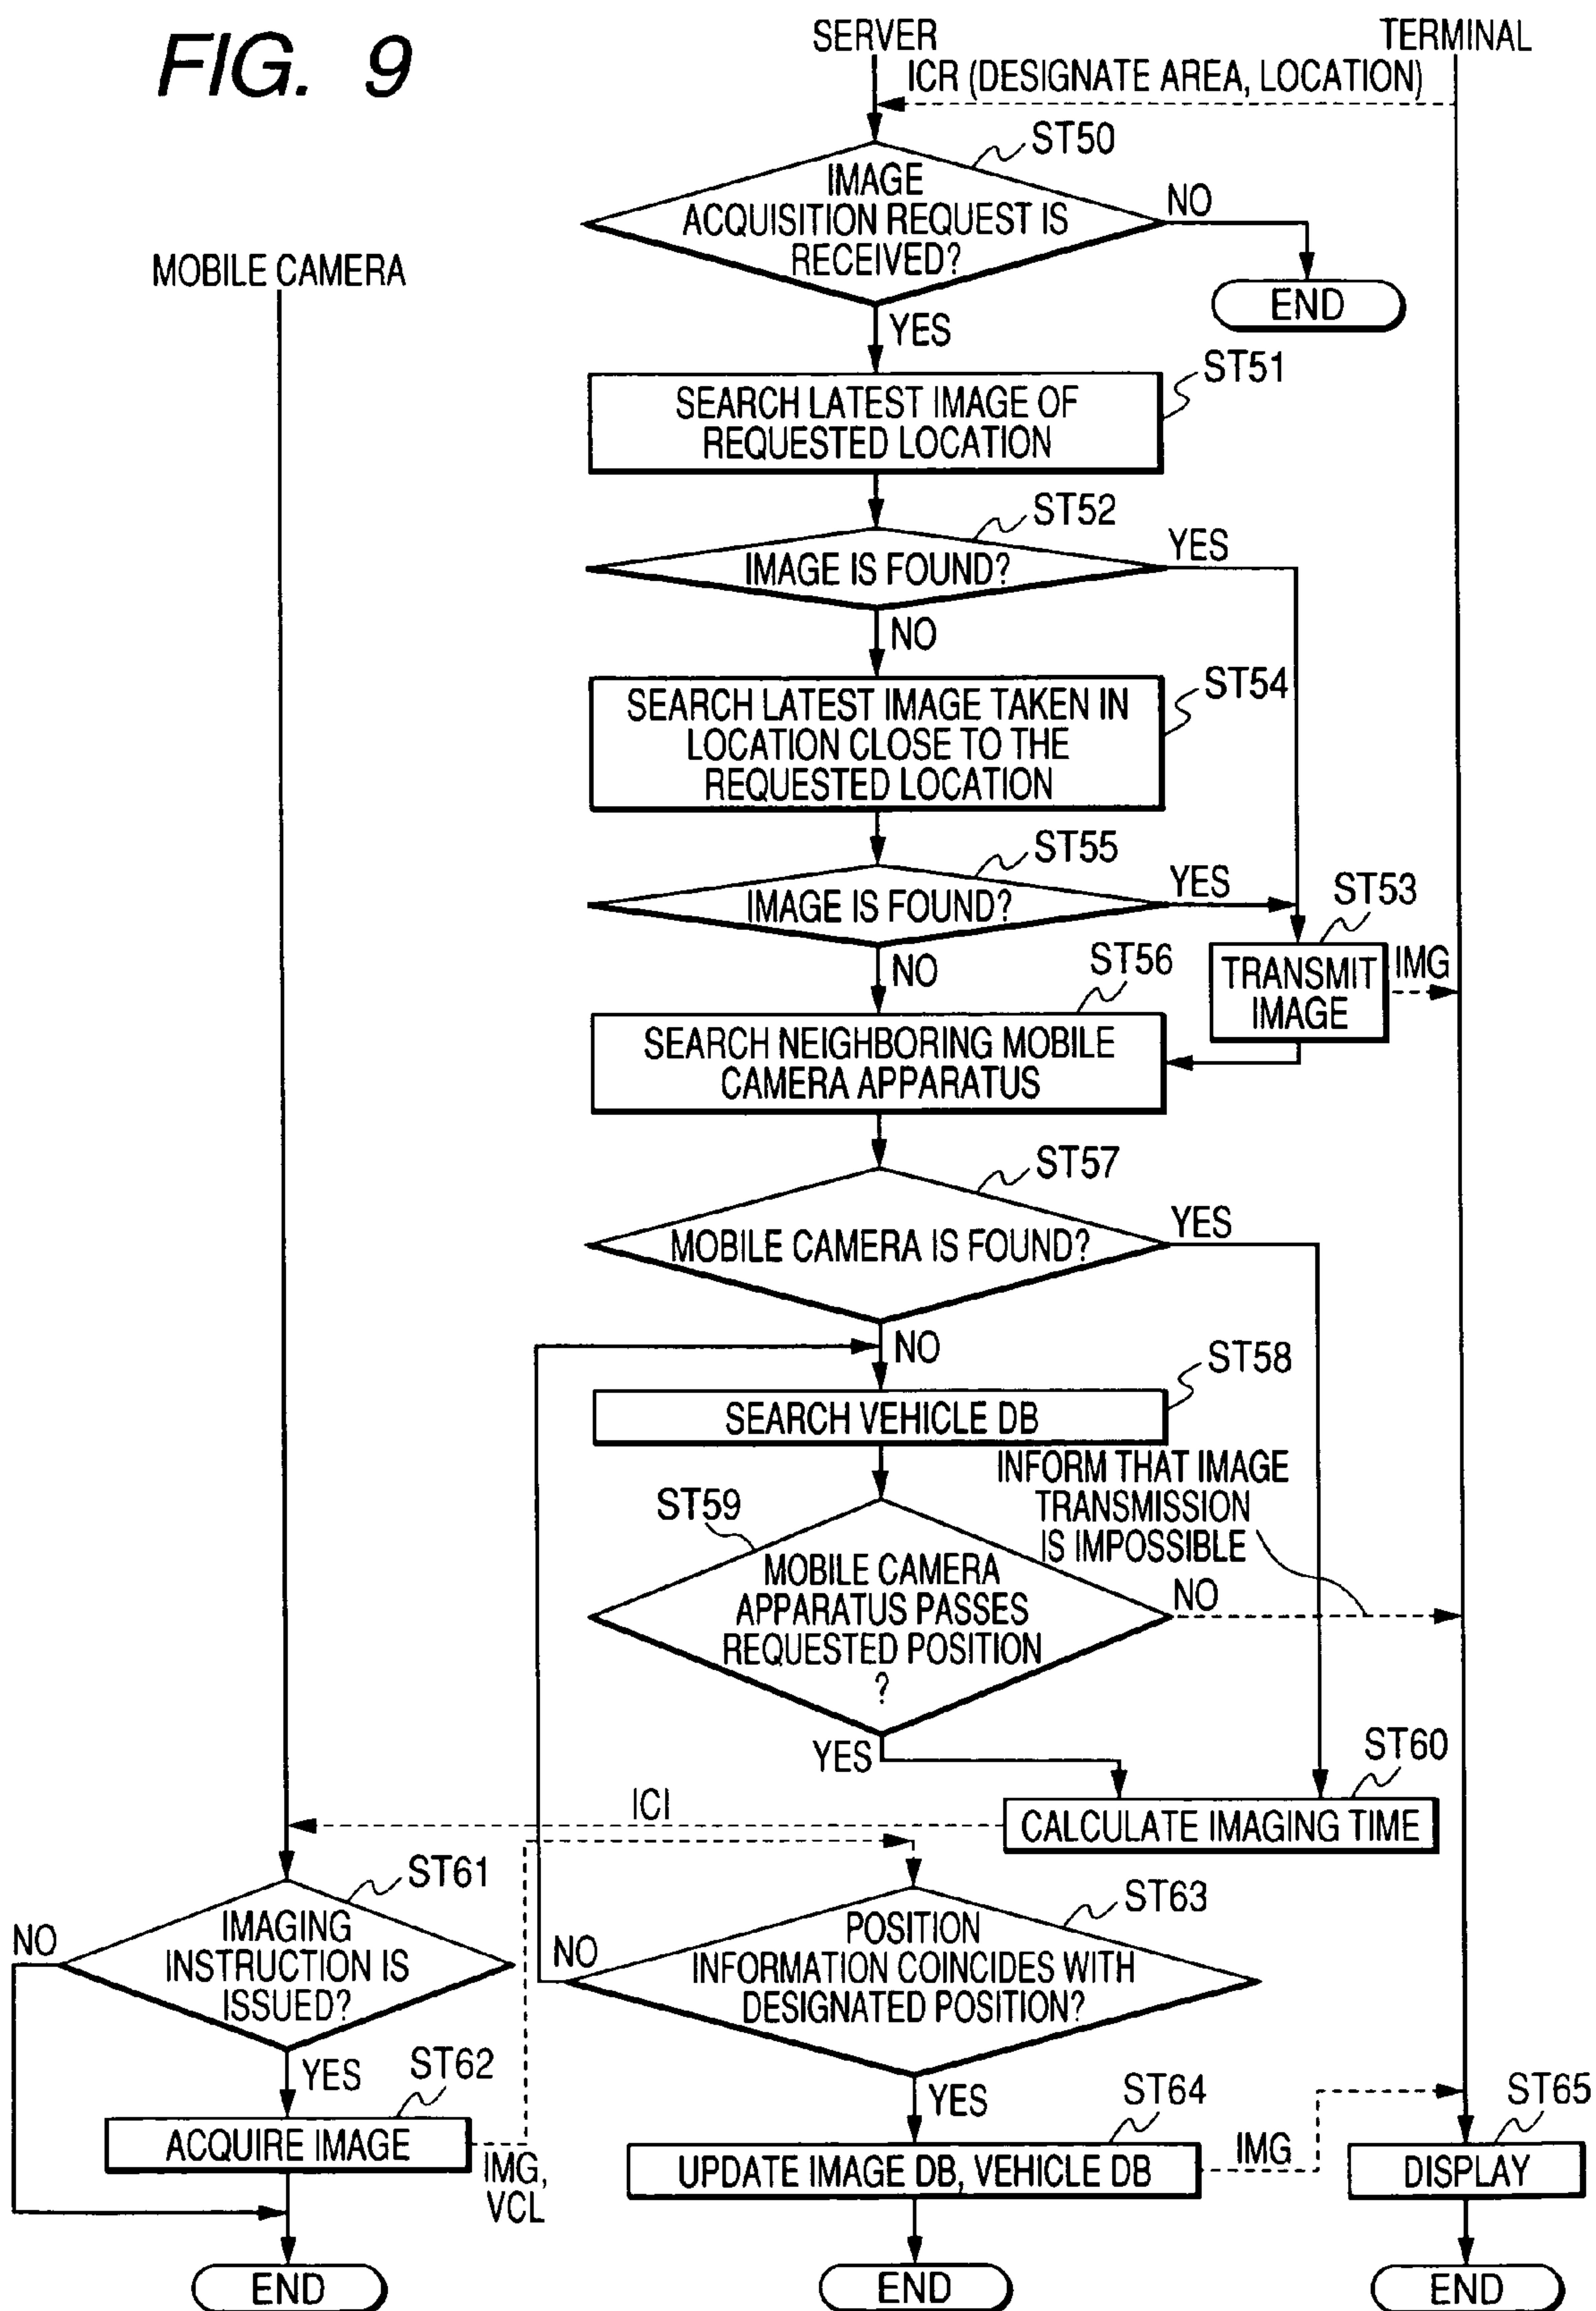 FIG. 9
SERVER
TERMINAL
ICR (DESIGNATE AREA, LOCATION)
ST50
IMAGE
ACQUISITION REQUEST IS
RECEIVED?
NO
END
MOBILE CAMERA
YES
ST51
SEARCH LATEST IMAGE OF
REQUESTED LOCATION
ST52
IMAGE IS FOUND?
YES
NO
ST54
SEARCH LATEST IMAGE TAKEN IN
LOCATION CLOSE TO THE
REQUESTED LOCATION
ST55
IMAGE IS FOUND?
YES
ST53
NO
TRANSMIT
IMAGE
IMG
ST56
SEARCH NEIGHBORING MOBILE
CAMERA APPARATUS
ST57
MOBILE CAMERA IS FOUND?
YES
NO
ST58
SEARCH VEHICLE DB
INFORM THAT IMAGE
TRANSMISSION
IS IMPOSSIBLE
ST59
MOBILE CAMERA
APPARATUS PASSES
REQUESTED POSITION
?
NO
YES
ST60
CALCULATE IMAGING TIME
ICI
ST61
IMAGING
INSTRUCTION IS
ISSUED?
NO
YES
ST62
ACQUIRE IMAGE
IMG,
VCL
ST63
POSITION
INFORMATION COINCIDES WITH
DESIGNATED POSITION?
NO
YES
ST64
UPDATE IMAGE DB, VEHICLE DB
IMG
ST65
DISPLAY
END
END
END